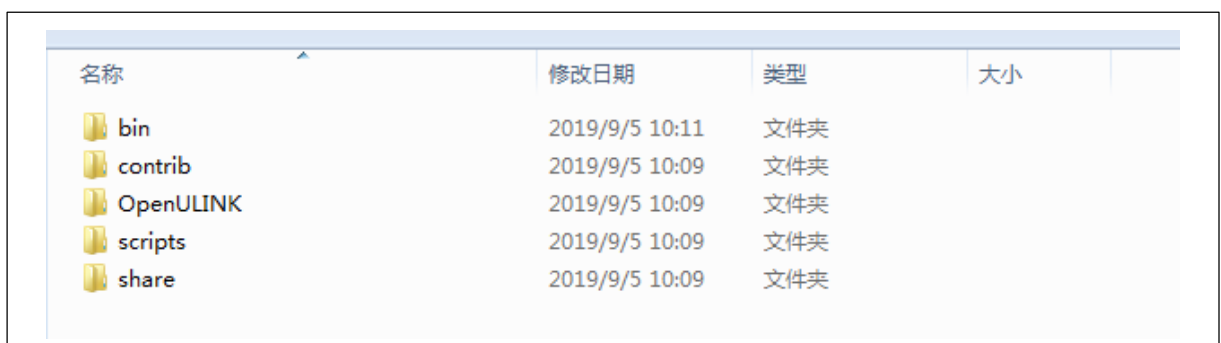 名称 修改日期 类型 大小
bin 2019/9/5 10:11 文件夹
contrib 2019/9/5 10:09 文件夹
OpenULINK 2019/9/5 10:09 文件夹
scripts 2019/9/5 10:09 文件夹
share 2019/9/5 10:09 文件夹